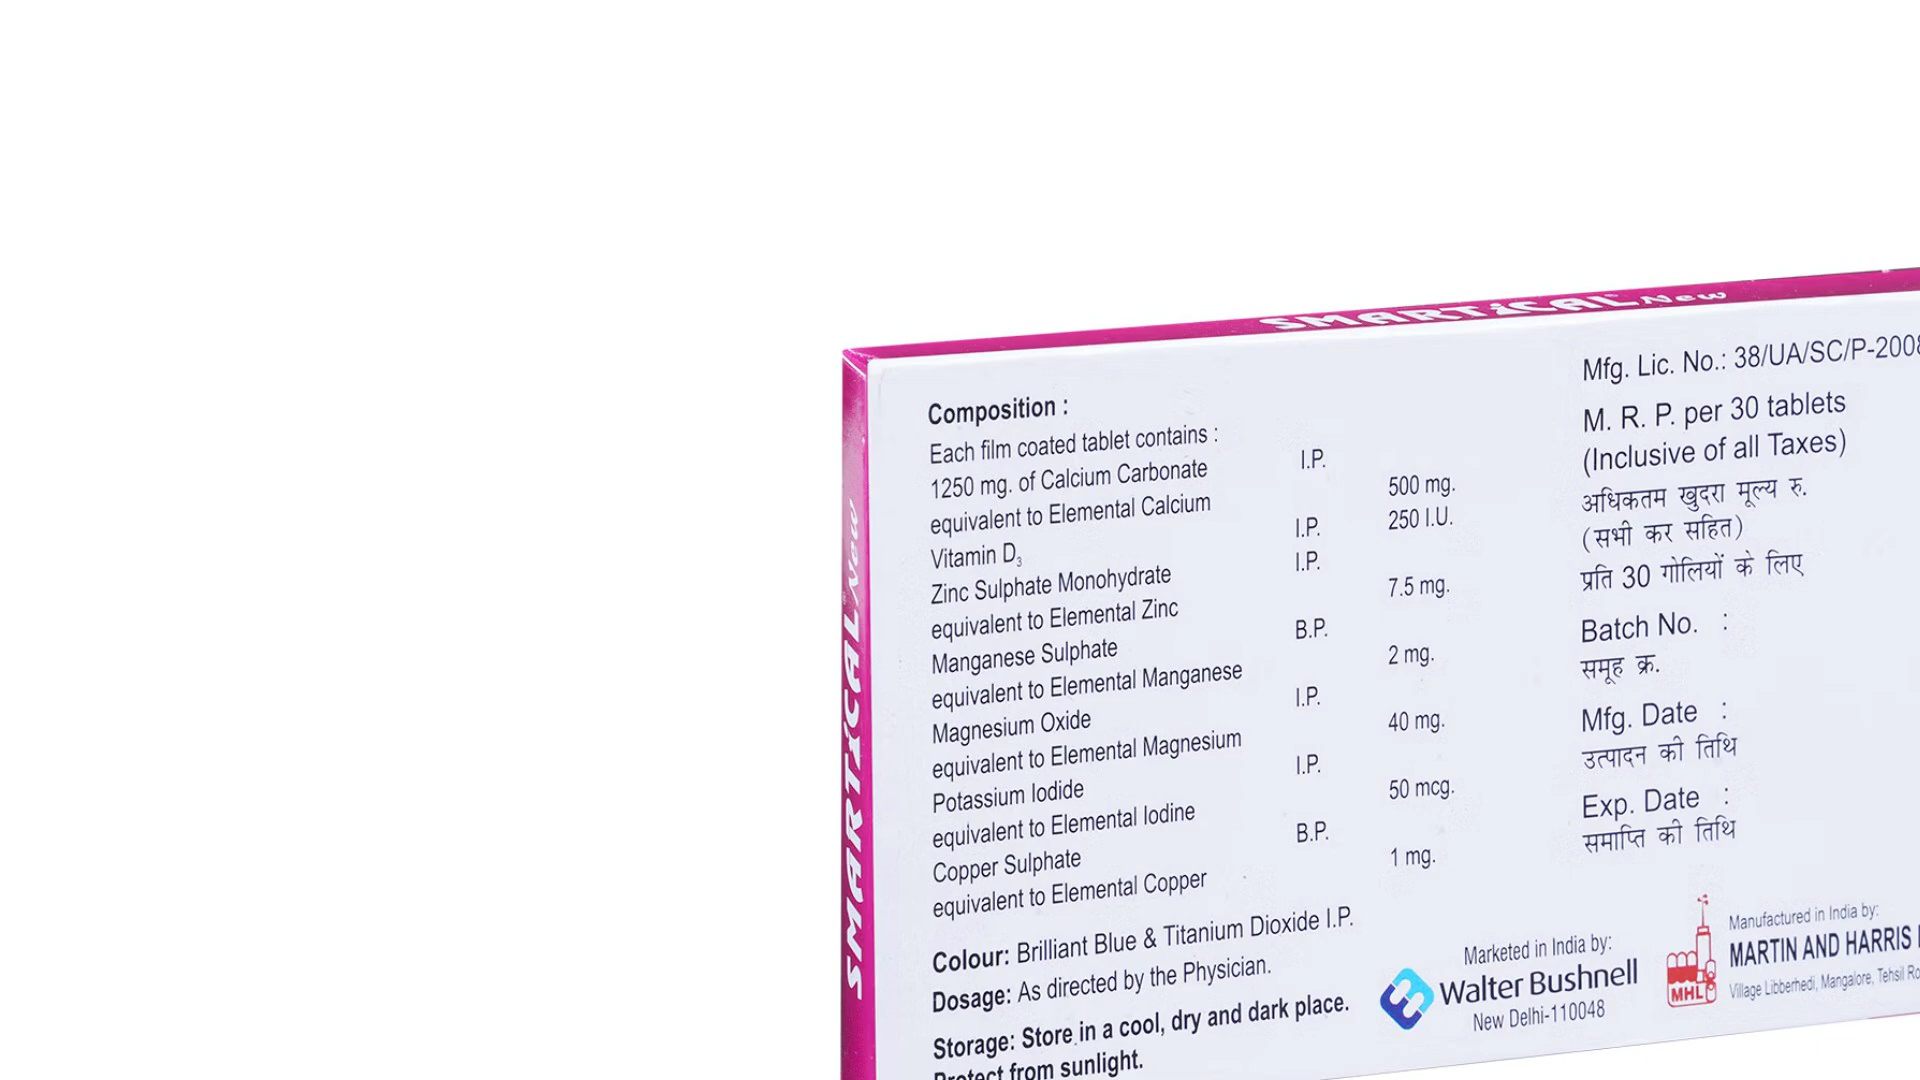 SMARTiCAL New
SMARTiCAL New
Composition :
Each film coated tablet contains :
1250 mg. of Calcium Carbonate I.P.
equivalent to Elemental Calcium 500 mg.
Vitamin D3 I.P. 250 I.U.
Zinc Sulphate Monohydrate I.P.
equivalent to Elemental Zinc 7.5 mg.
Manganese Sulphate B.P.
equivalent to Elemental Manganese 2 mg.
Magnesium Oxide I.P.
equivalent to Elemental Magnesium 40 mg.
Potassium Iodide I.P.
equivalent to Elemental Iodine 50 mcg.
Copper Sulphate B.P.
equivalent to Elemental Copper 1 mg.
Colour: Brilliant Blue & Titanium Dioxide I.P.
Dosage: As directed by the Physician.
Storage: Store in a cool, dry and dark place.
Protect from sunlight.
Mfg. Lic. No.: 38/UA/SC/P-2008
M. R. P. per 30 tablets
(Inclusive of all Taxes)
अधिकतम खुदरा मूल्य रु.
(सभी कर सहित)
प्रति 30 गोलियों के लिए
Batch No. :
समूह क्र.
Mfg. Date :
उत्पादन की तिथि
Exp. Date :
समाप्ति की तिथि
Marketed in India by:
Walter Bushnell
New Delhi-110048
MHL
Manufactured in India by:
MARTIN AND HARRIS
Village Libberhedi, Mangalore, Tehsil